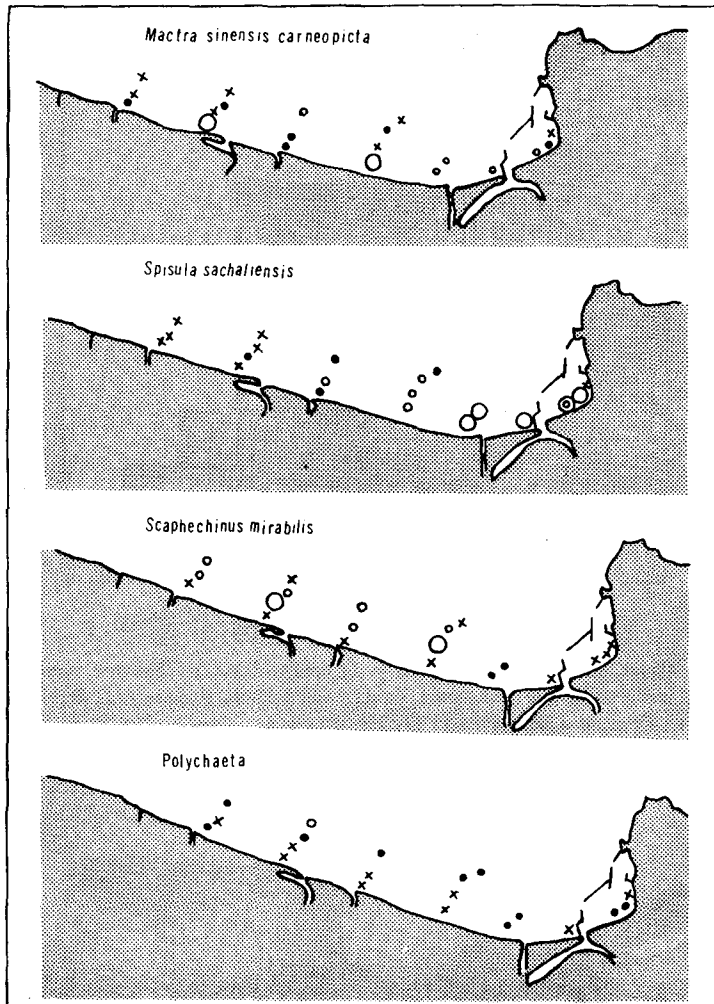 Mactra sinensis carneopicta
Spisula sachaliensis
Scaphechinus mirabilis
Polychaeta